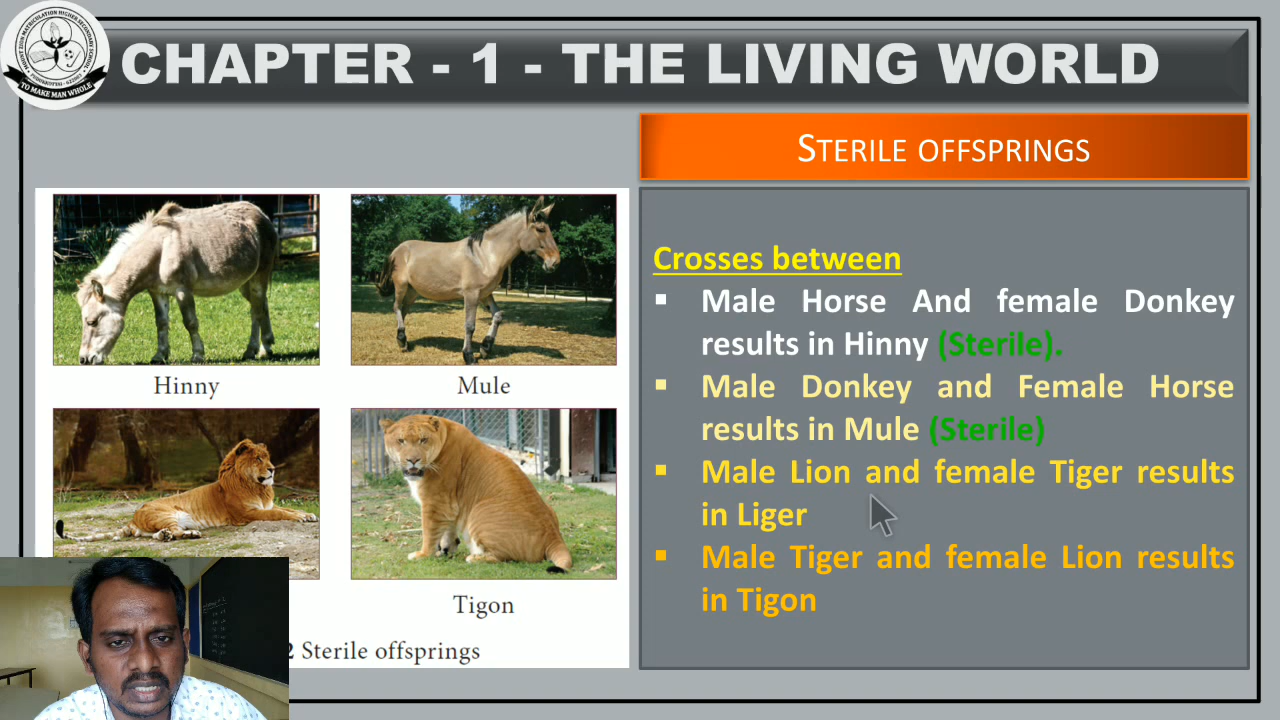 CHAPTER - 1 - THE LIVING WORLD
TO MAKE MAN WHOLE
STERILE OFFSPRINGS
Hinny
Mule
Tigon
2 Sterile offsprings
Crosses between
▪ Male Horse And female Donkey
results in Hinny (Sterile).
▪ Male Donkey and Female Horse
results in Mule (Sterile)
▪ Male Lion and female Tiger results
in Liger
▪ Male Tiger and female Lion results
in Tigon